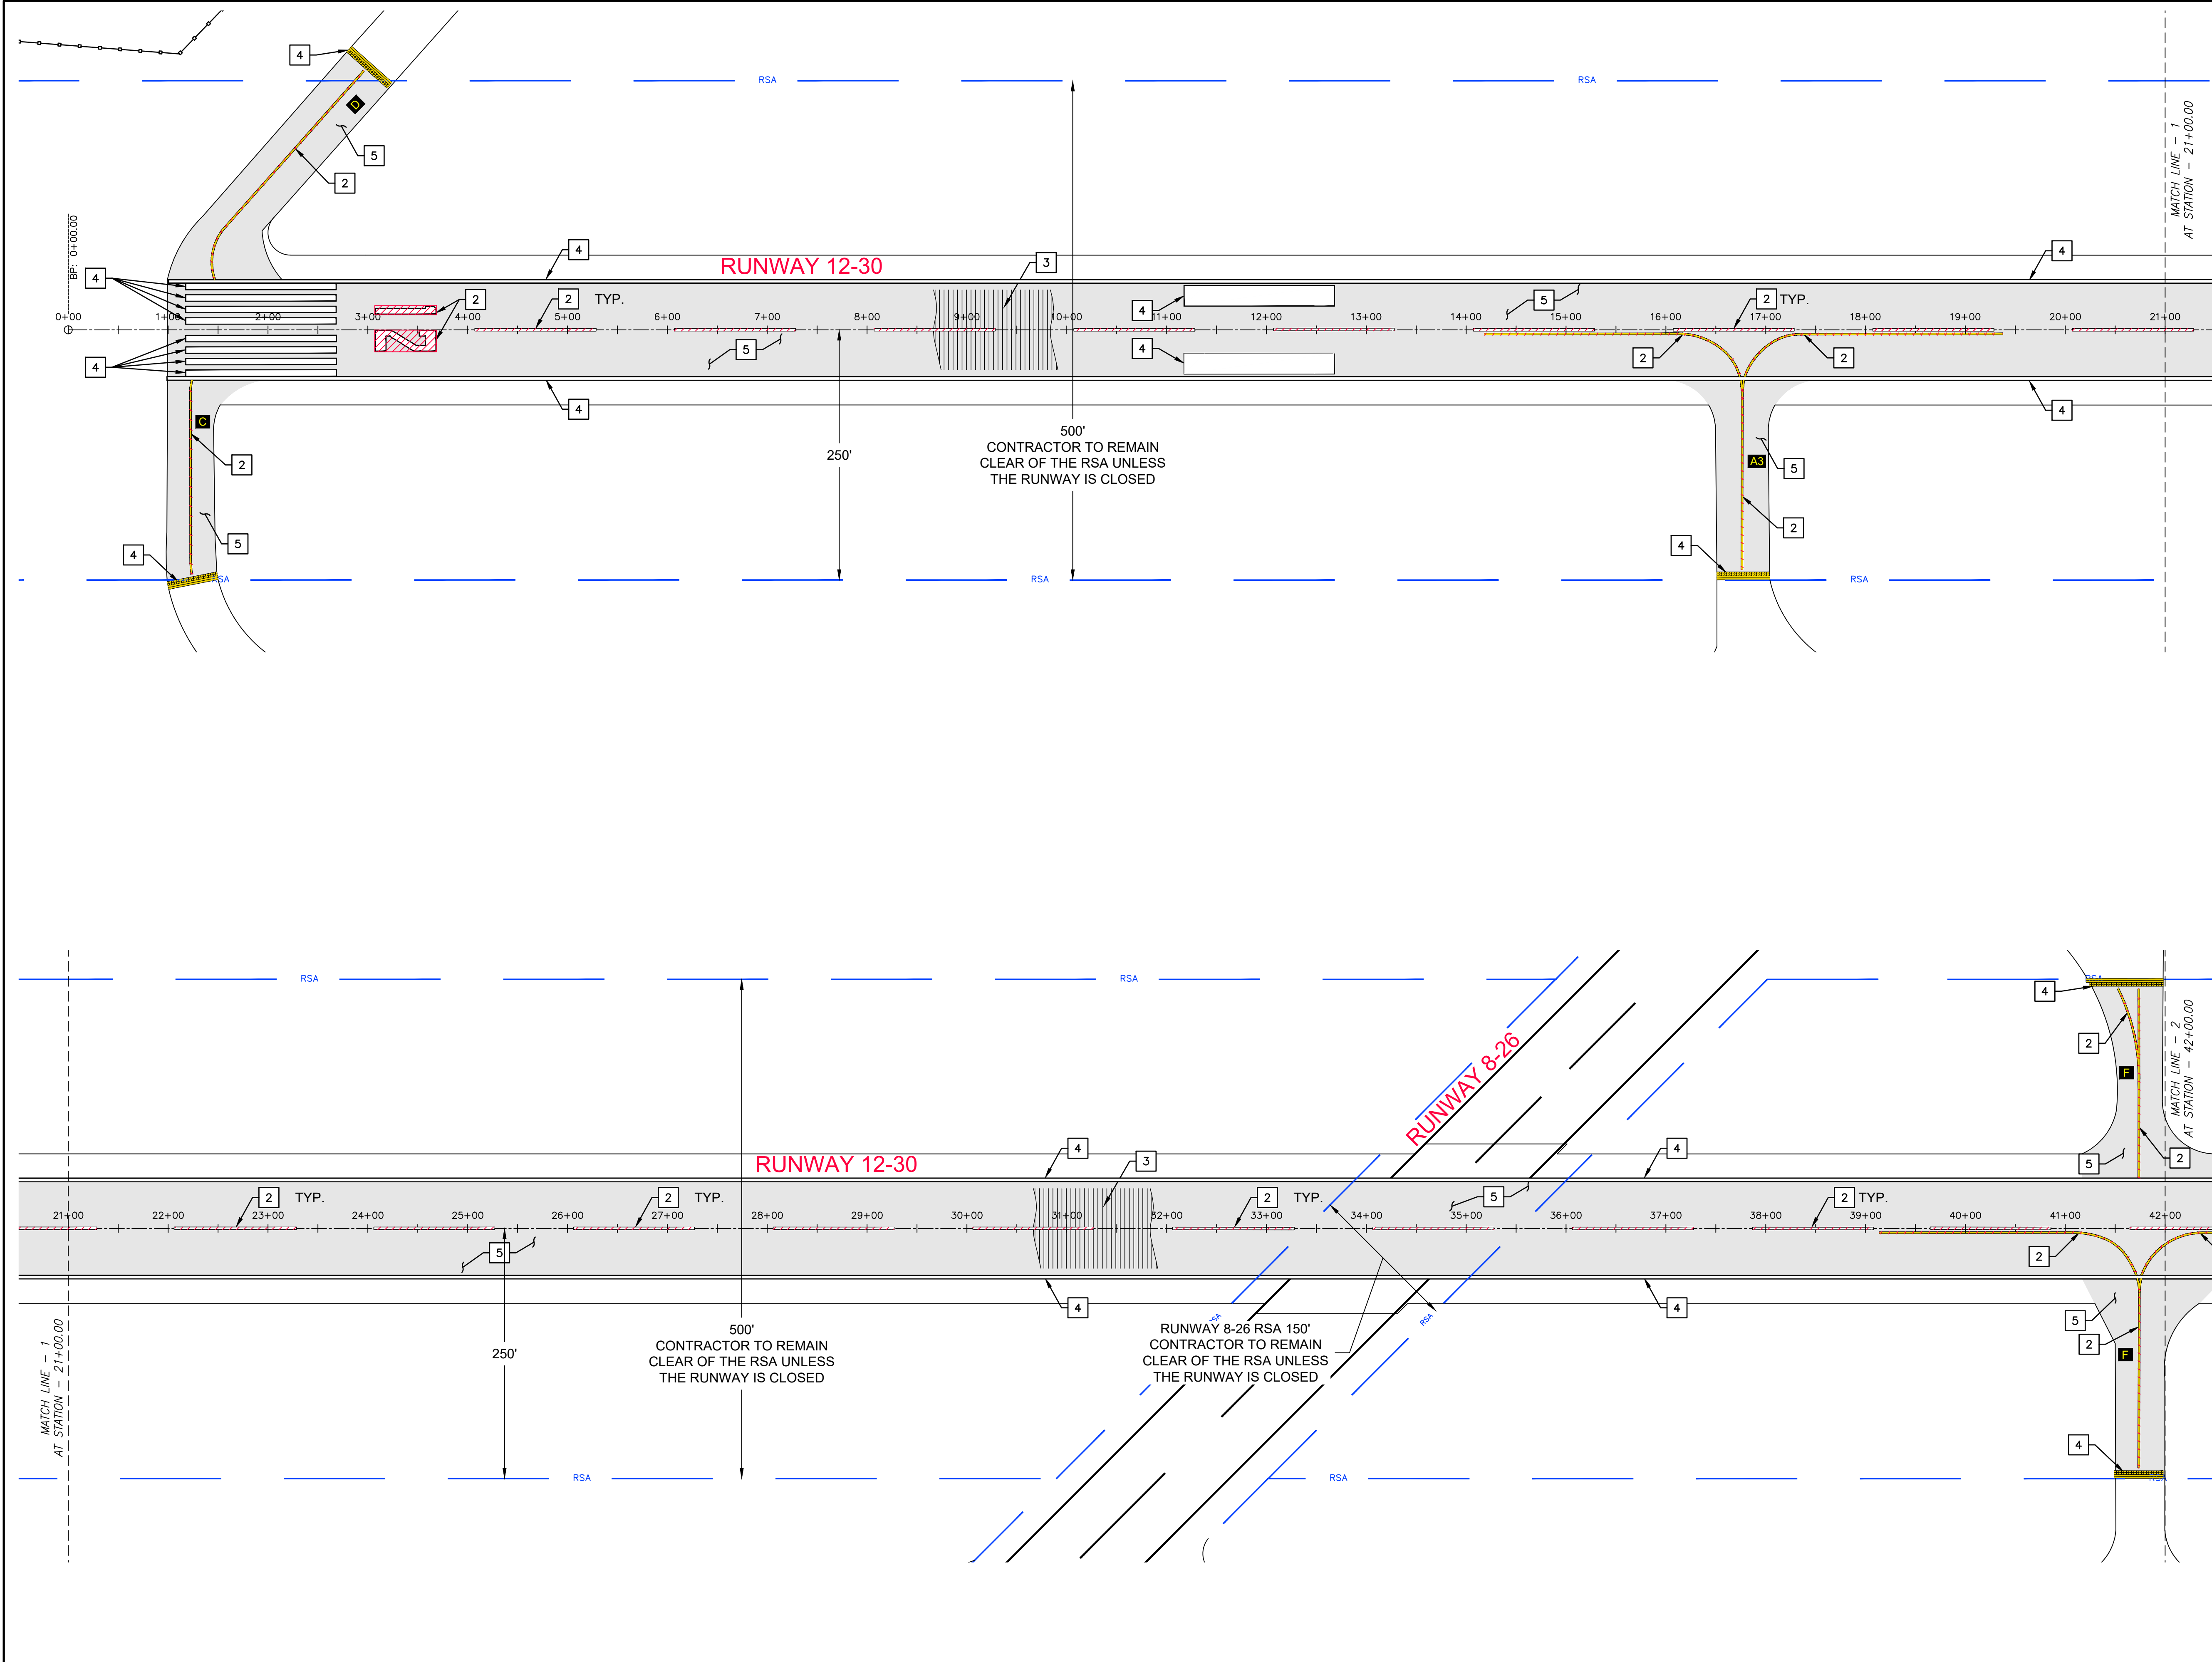 4
RSA
RSA
D
5
2
MATCH LINE - 1
AT STATION - 21+00.00
BP: 0+00.00
4
4
RUNWAY 12-30
3
4
4
2
2 TYP.
4
5
2 TYP.
0+00
1+00
2+00
3+00
4+00
5+00
6+00
7+00
8+00
9+00
10+00
11+00
12+00
13+00
14+00
15+00
16+00
17+00
18+00
19+00
20+00
21+00
4
5
4
2
2
4
4
C
2
250'
500'
CONTRACTOR TO REMAIN
CLEAR OF THE RSA UNLESS
THE RUNWAY IS CLOSED
A3
5
2
5
4
4
RSA
RSA
RSA
RSA
RSA
RSA
4
2
F
MATCH LINE - 2
AT STATION - 42+00.00
RUNWAY 8-26
RUNWAY 12-30
4
3
4
5
2
2 TYP.
2 TYP.
2 TYP.
5
2 TYP.
21+00
22+00
23+00
24+00
25+00
26+00
27+00
28+00
29+00
30+00
31+00
32+00
33+00
34+00
35+00
36+00
37+00
38+00
39+00
40+00
41+00
42+00
5
2
4
4
RSA
RSA
5
2
F
MATCH LINE - 1
AT STATION - 21+00.00
250'
500'
CONTRACTOR TO REMAIN
CLEAR OF THE RSA UNLESS
THE RUNWAY IS CLOSED
RUNWAY 8-26 RSA 150'
CONTRACTOR TO REMAIN
CLEAR OF THE RSA UNLESS
THE RUNWAY IS CLOSED
4
RSA
RSA
RSA